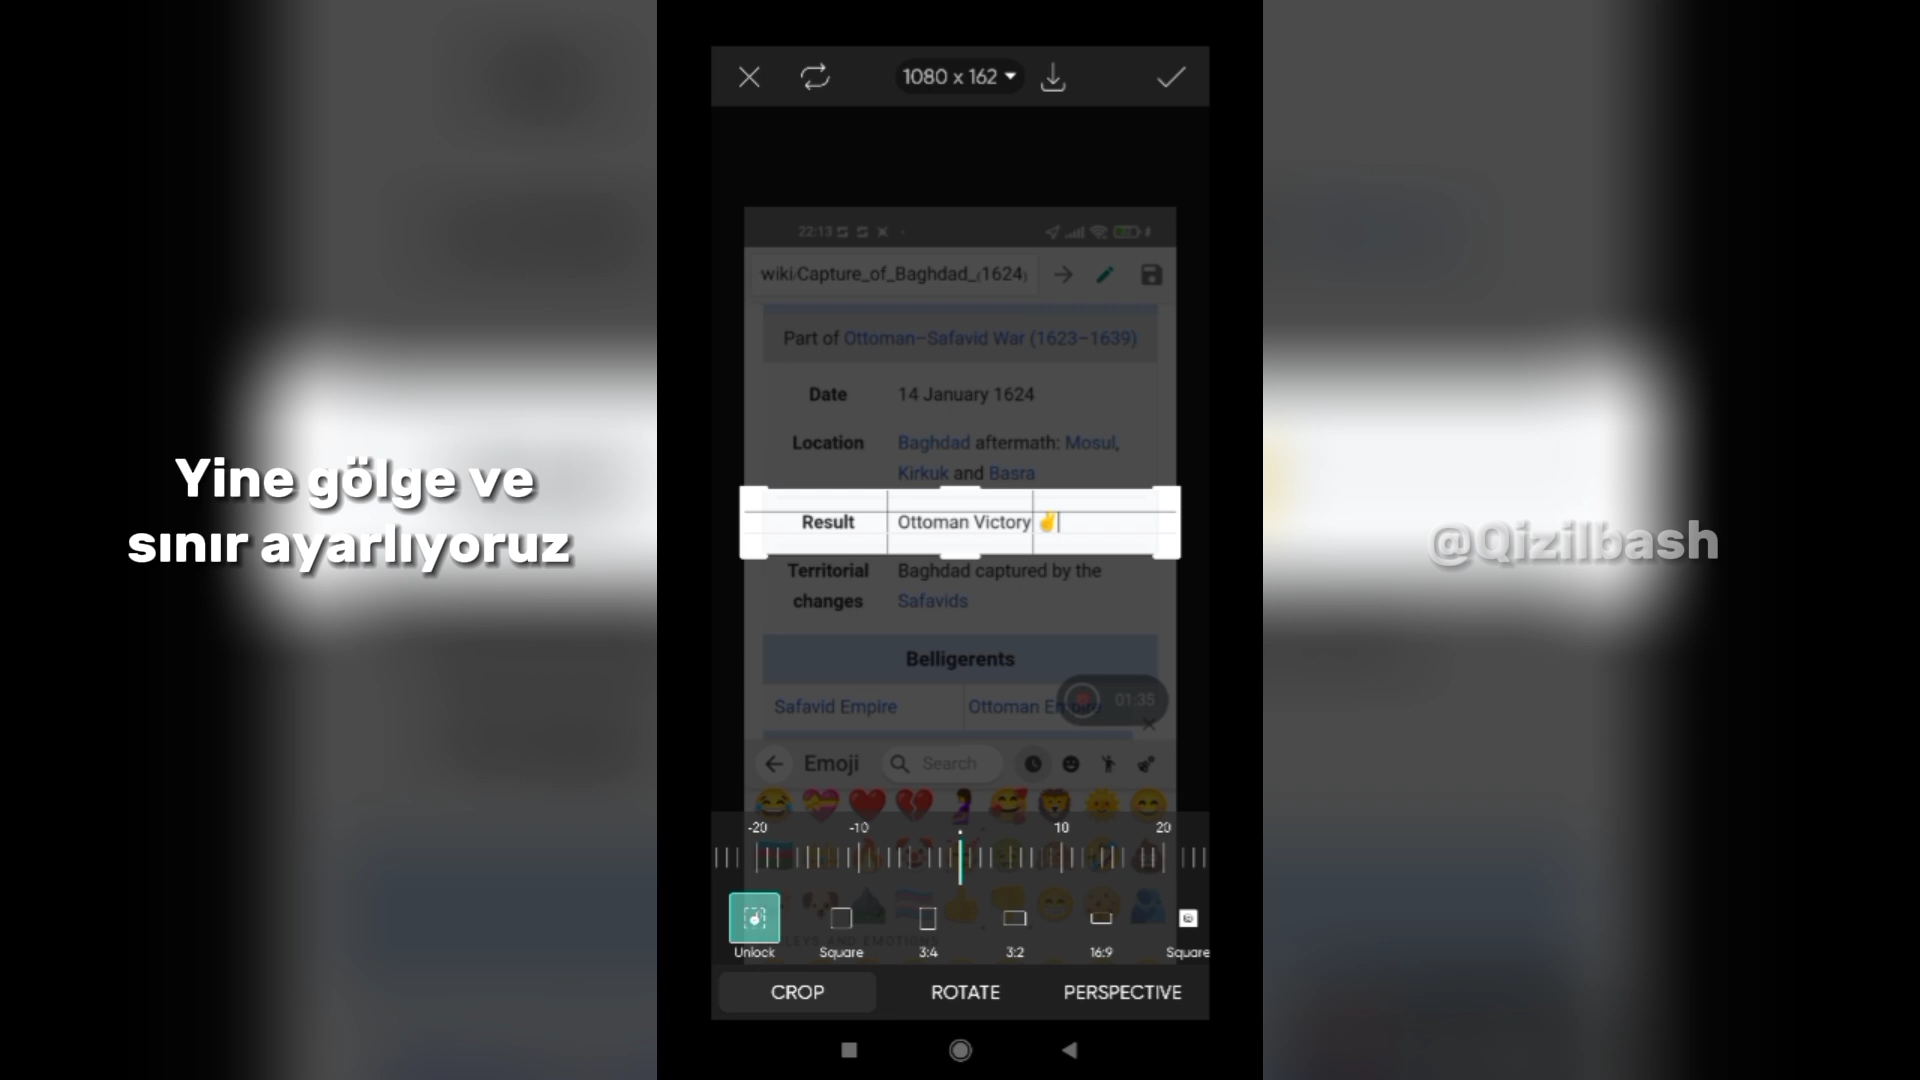 1080 x 162
22:13
wiki/Capture_of_Baghdad_(1624)
Part of Ottoman–Safavid War (1623–1639)
Date 14 January 1624
Location Baghdad aftermath: Mosul,
Kirkuk and Basra
Yine gölge ve
sınır ayarlıyoruz
Result Ottoman Victory ✌
@Qizilbash
Territorial changes Baghdad captured by the
Safavids
Belligerents
Safavid Empire Ottoman Empire
01:35
Emoji Search
-20 -10 10 20
Unlock Square 3:4 3:2 16:9 Square
CROP ROTATE PERSPECTIVE